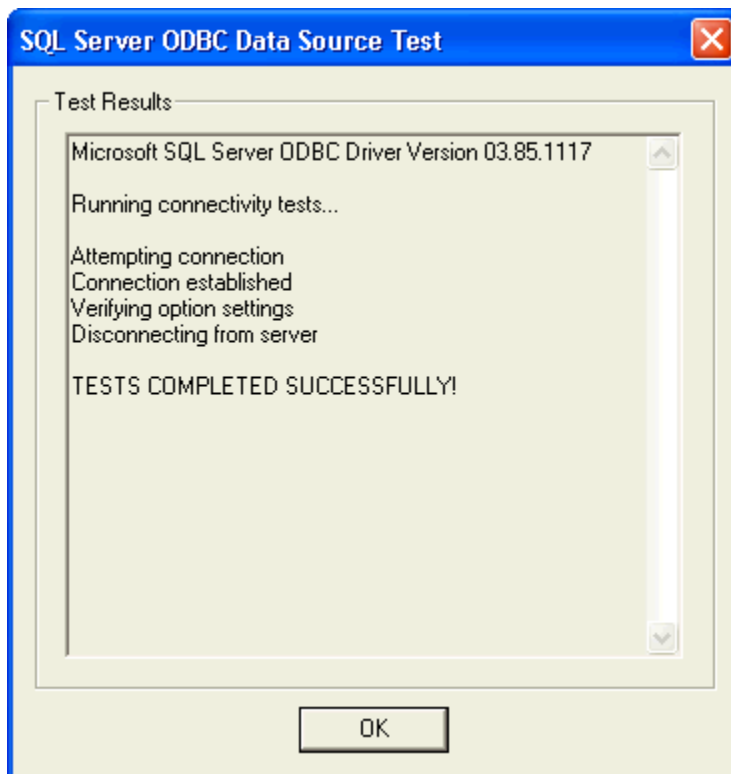 SQL Server ODBC Data Source Test
Test Results
Microsoft SQL Server ODBC Driver Version 03.85.1117
Running connectivity tests...
Attempting connection
Connection established
Verifying option settings
Disconnecting from server
TESTS COMPLETED SUCCESSFULLY!
OK